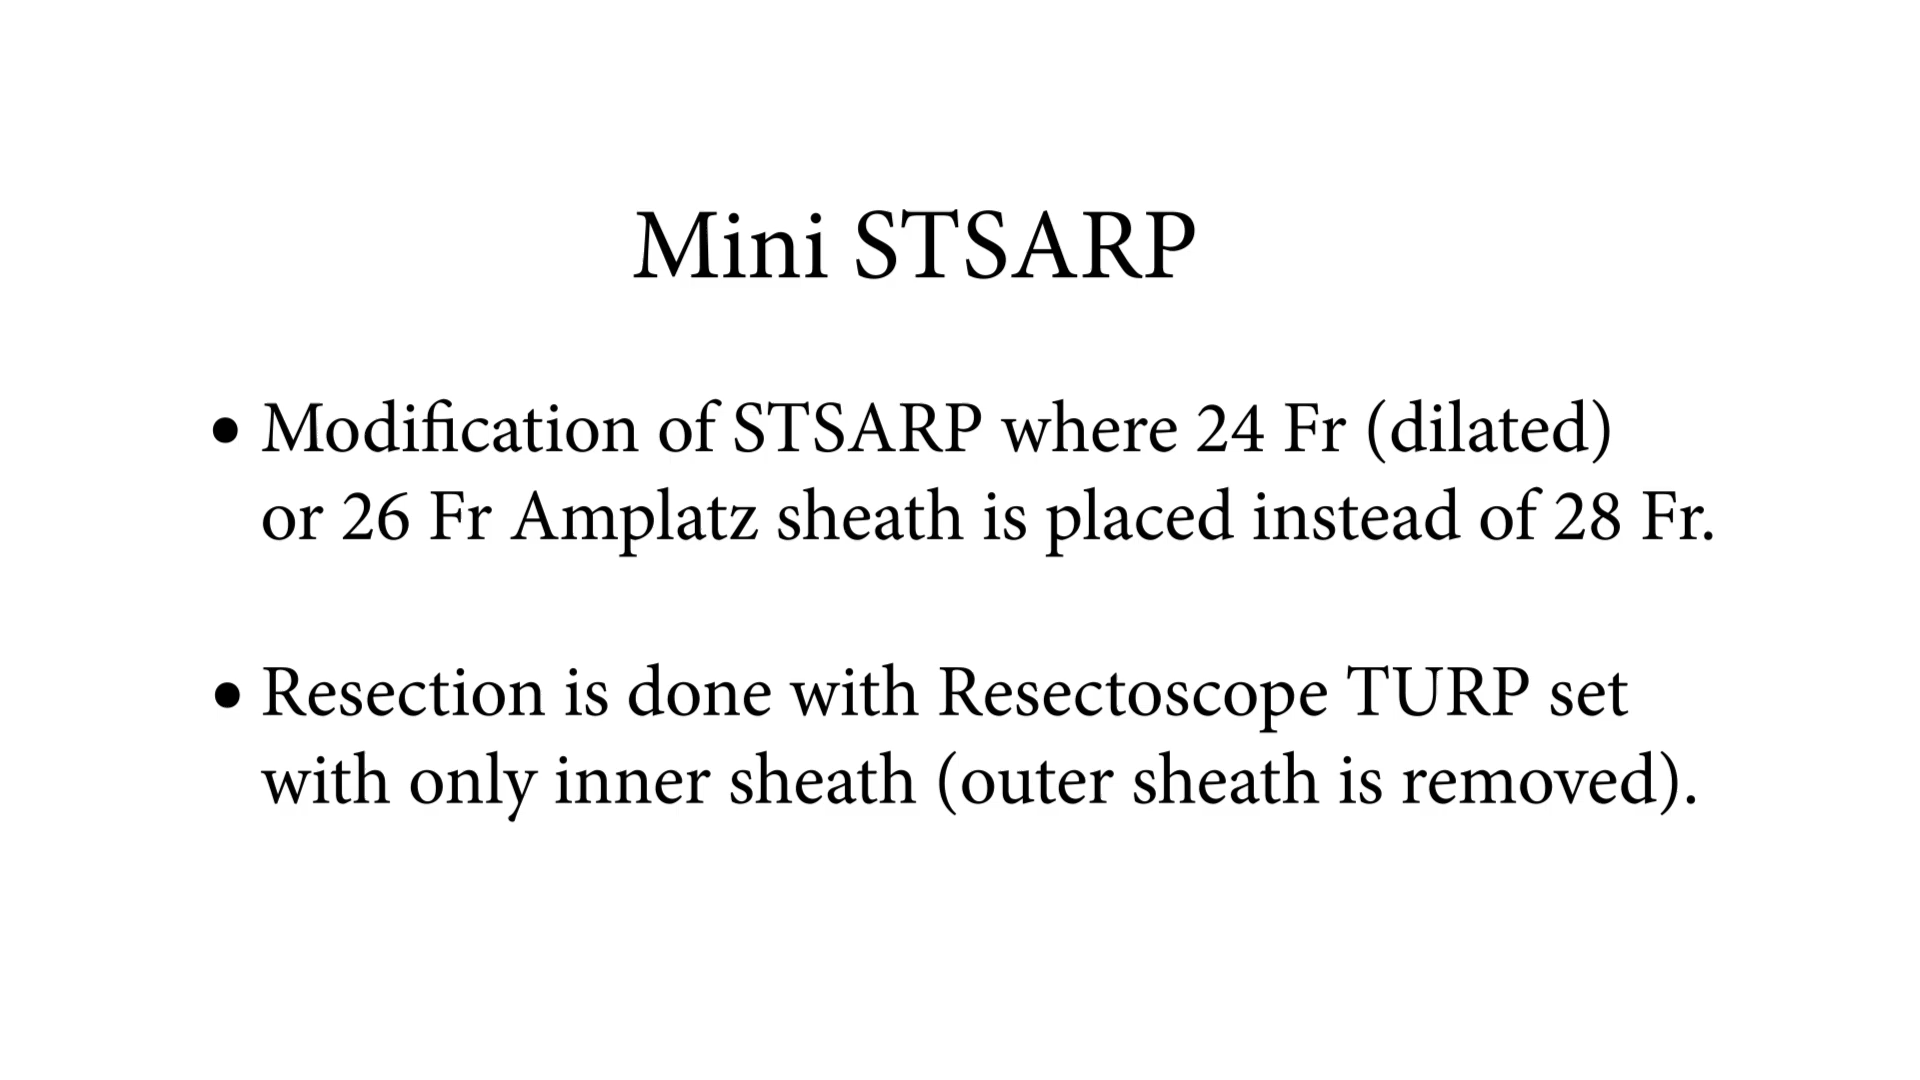 Mini STSARP
• Modification of STSARP where 24 Fr (dilated)
or 26 Fr Amplatz sheath is placed instead of 28 Fr.
• Resection is done with Resectoscope TURP set
with only inner sheath (outer sheath is removed).